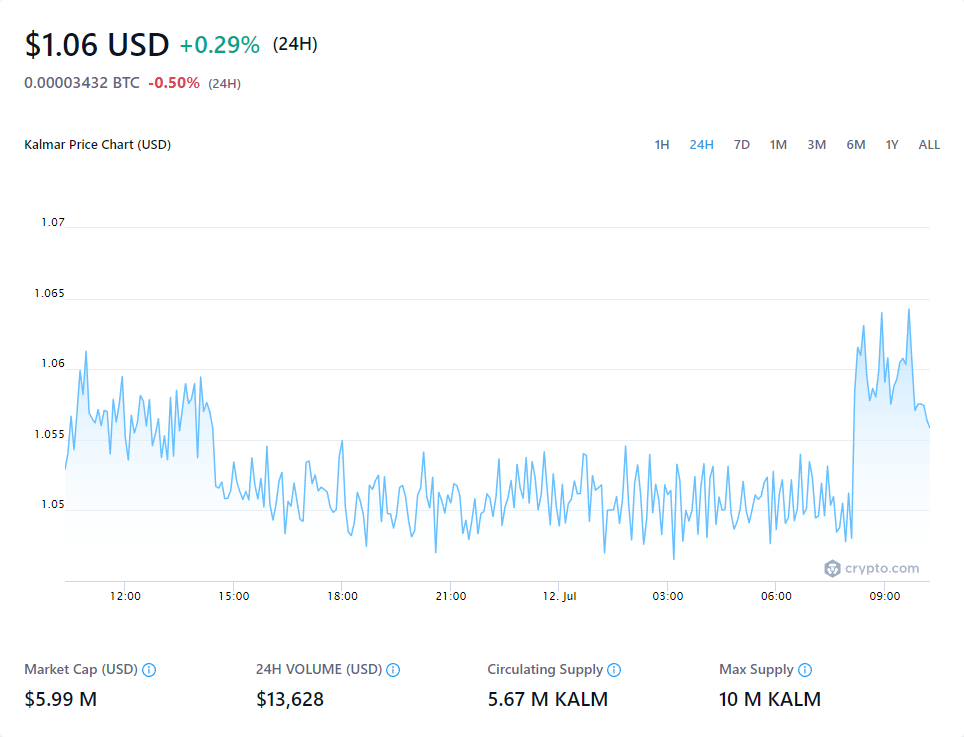 $1.06 USD +0.29% (24H)
0.00003432 BTC -0.50% (24H)
Kalmar Price Chart (USD) 1H 24H 7D 1M 3M 6M 1Y ALL
1.07
1.065
1.06
1.055
1.05
crypto.com
12:00 15:00 18:00 21:00 12. Jul 03:00 06:00 09:00
Market Cap (USD) 24H VOLUME (USD) Circulating Supply Max Supply
$5.99 M $13,628 5.67 M KALM 10 M KALM